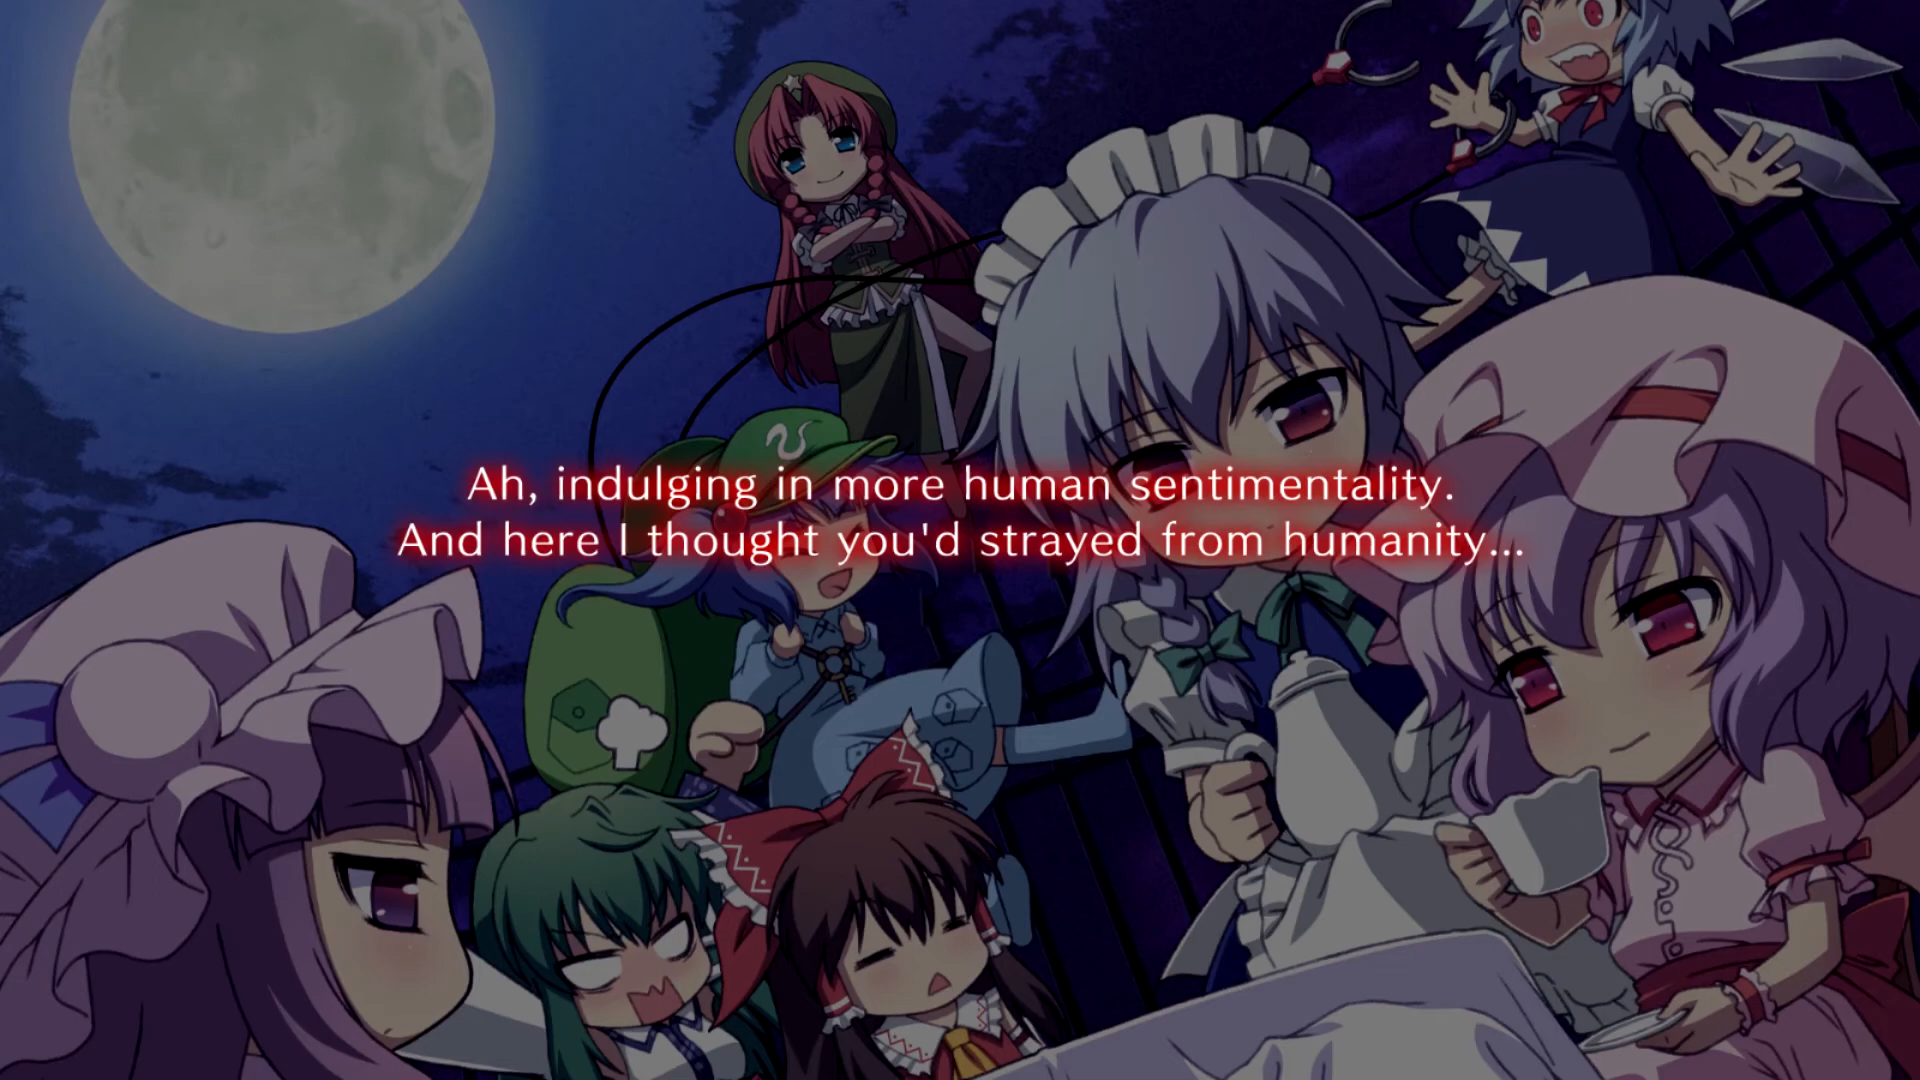 Ah, indulging in more human sentimentality.
And here I thought you'd strayed from humanity...